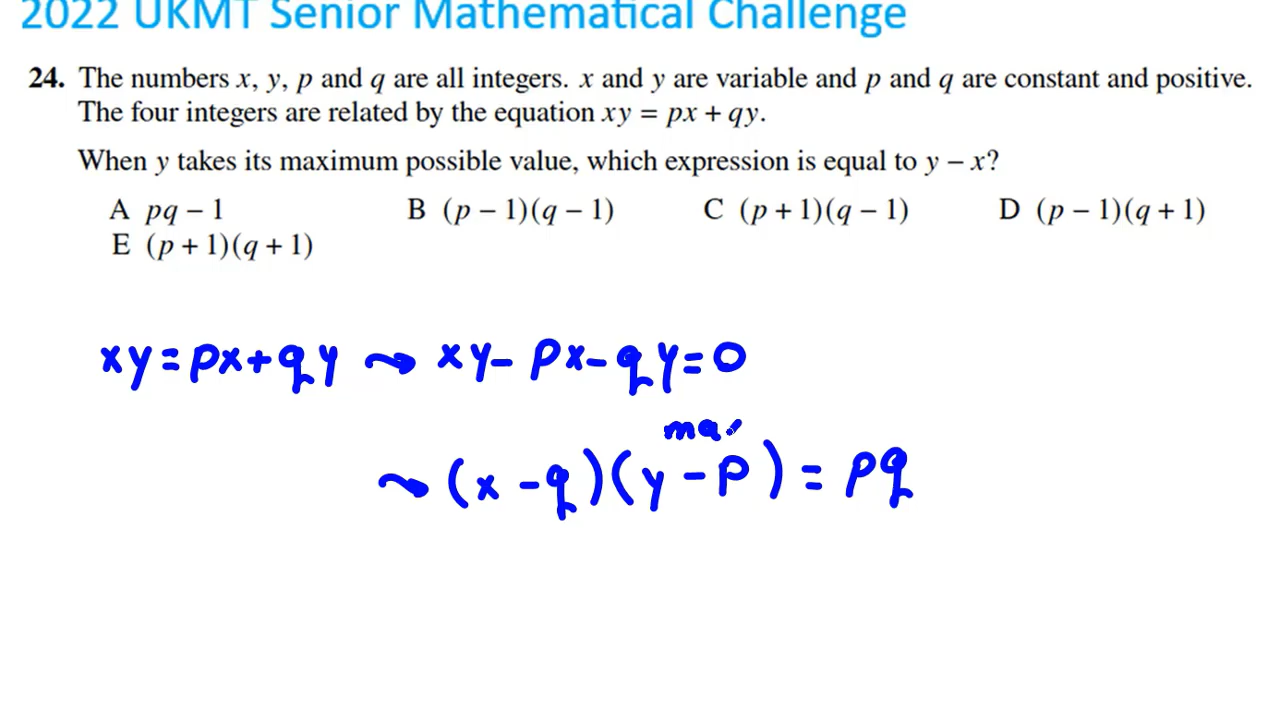 2022 UKMT Senior Mathematical Challenge
24. The numbers x, y, p and q are all integers. x and y are variable and p and q are constant and positive.
The four integers are related by the equation xy = px + qy.
When y takes its maximum possible value, which expression is equal to y − x?
A pq − 1 B (p − 1)(q − 1) C (p + 1)(q − 1) D (p − 1)(q + 1)
E (p + 1)(q + 1)
xy = px + qy ⤳ xy - px - qy = 0
ma
⤳ (x - q)(y - p) = pq